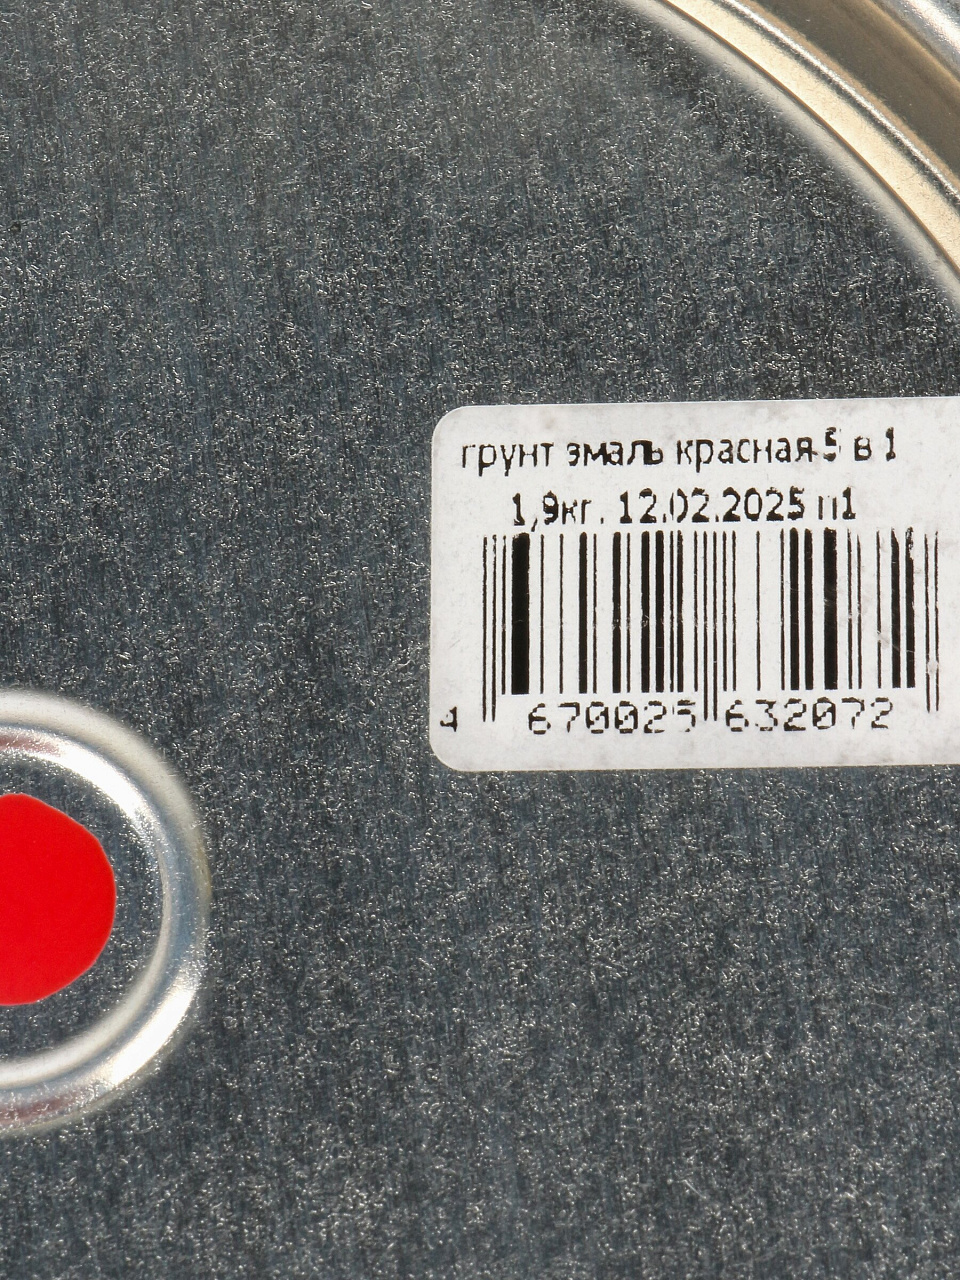 грунт эмаль красная 5 в 1
1,9кг. 12.02.2025 п1
4 670025 632072